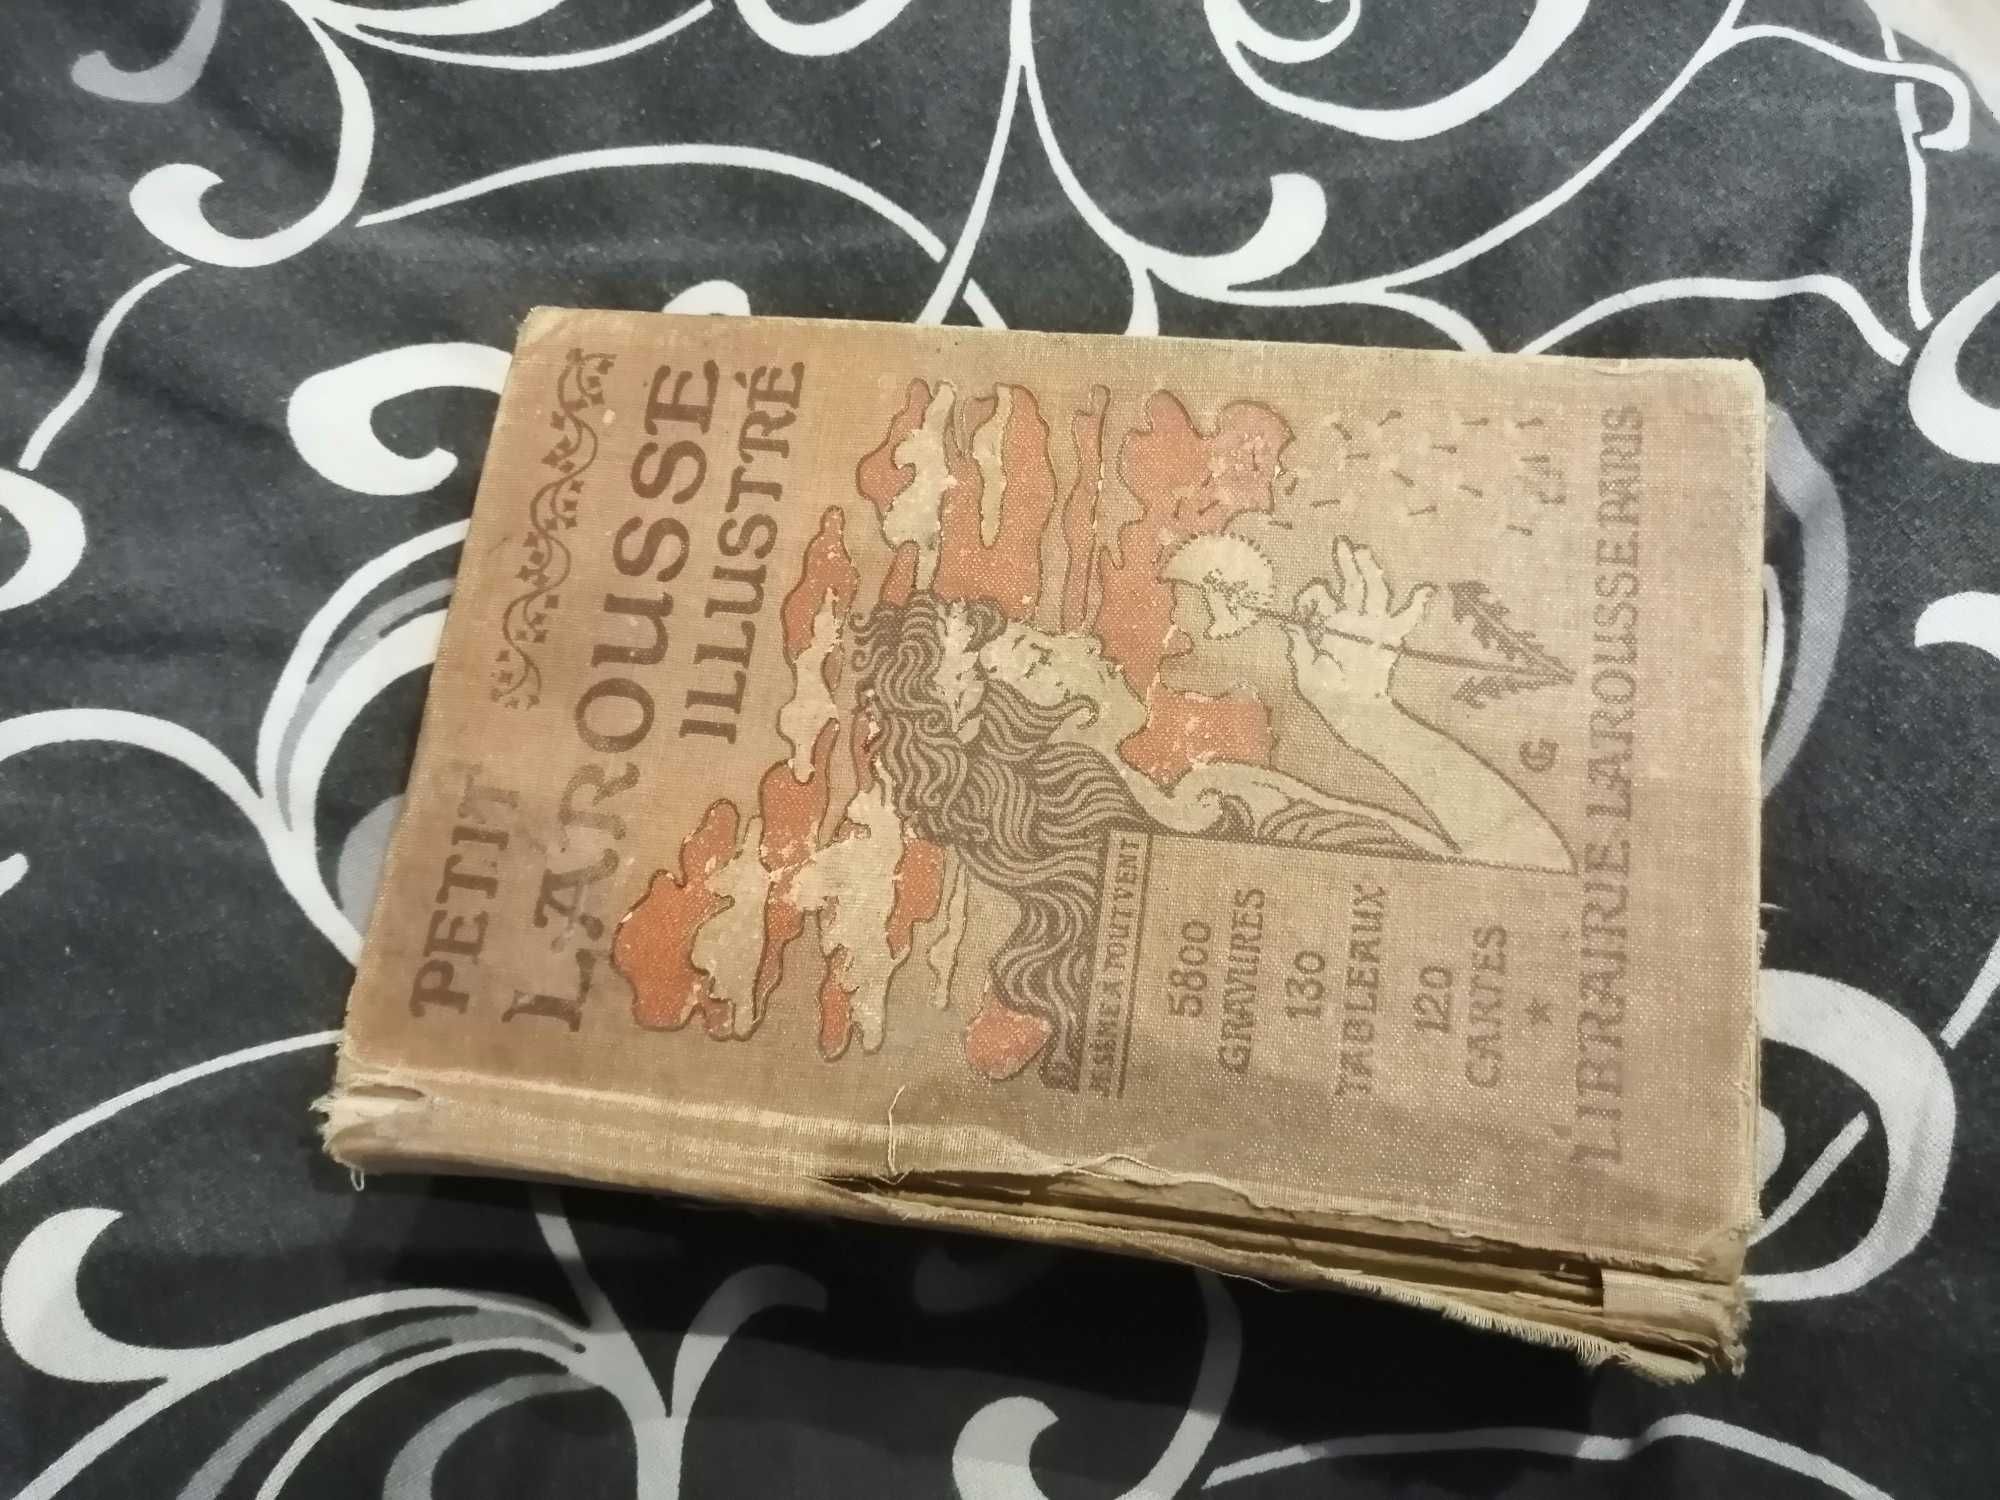 PETIT
LAROUSSE
ILLUSTRÉ
JE SÈME À TOUT VENT
5800
GRAVURES
130
TABLEAUX
120
CARTES
G
LIBRAIRIE LAROUSSE.PARIS